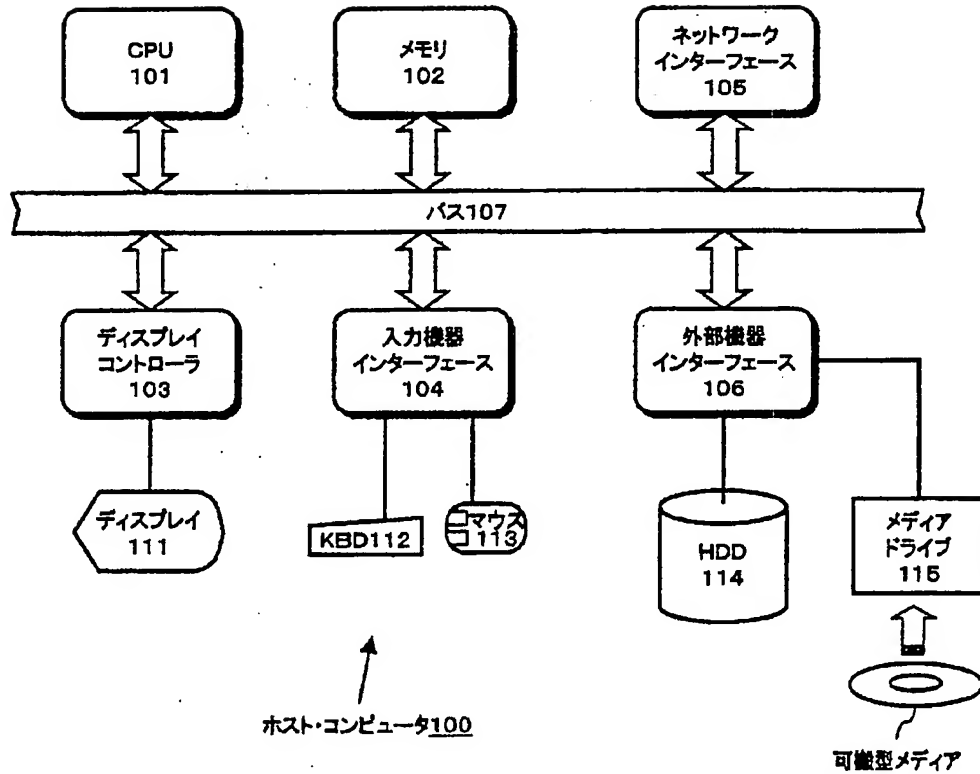 CPU
101
メモリ
102
ネットワーク
インターフェース
105
バス107
ディスプレイ
コントローラ
103
入力機器
インターフェース
104
外部機器
インターフェース
106
ディスプレイ
111
KBD112
マウス
113
HDD
114
メディア
ドライブ
115
ホスト・コンピュータ100
可搬型メディア